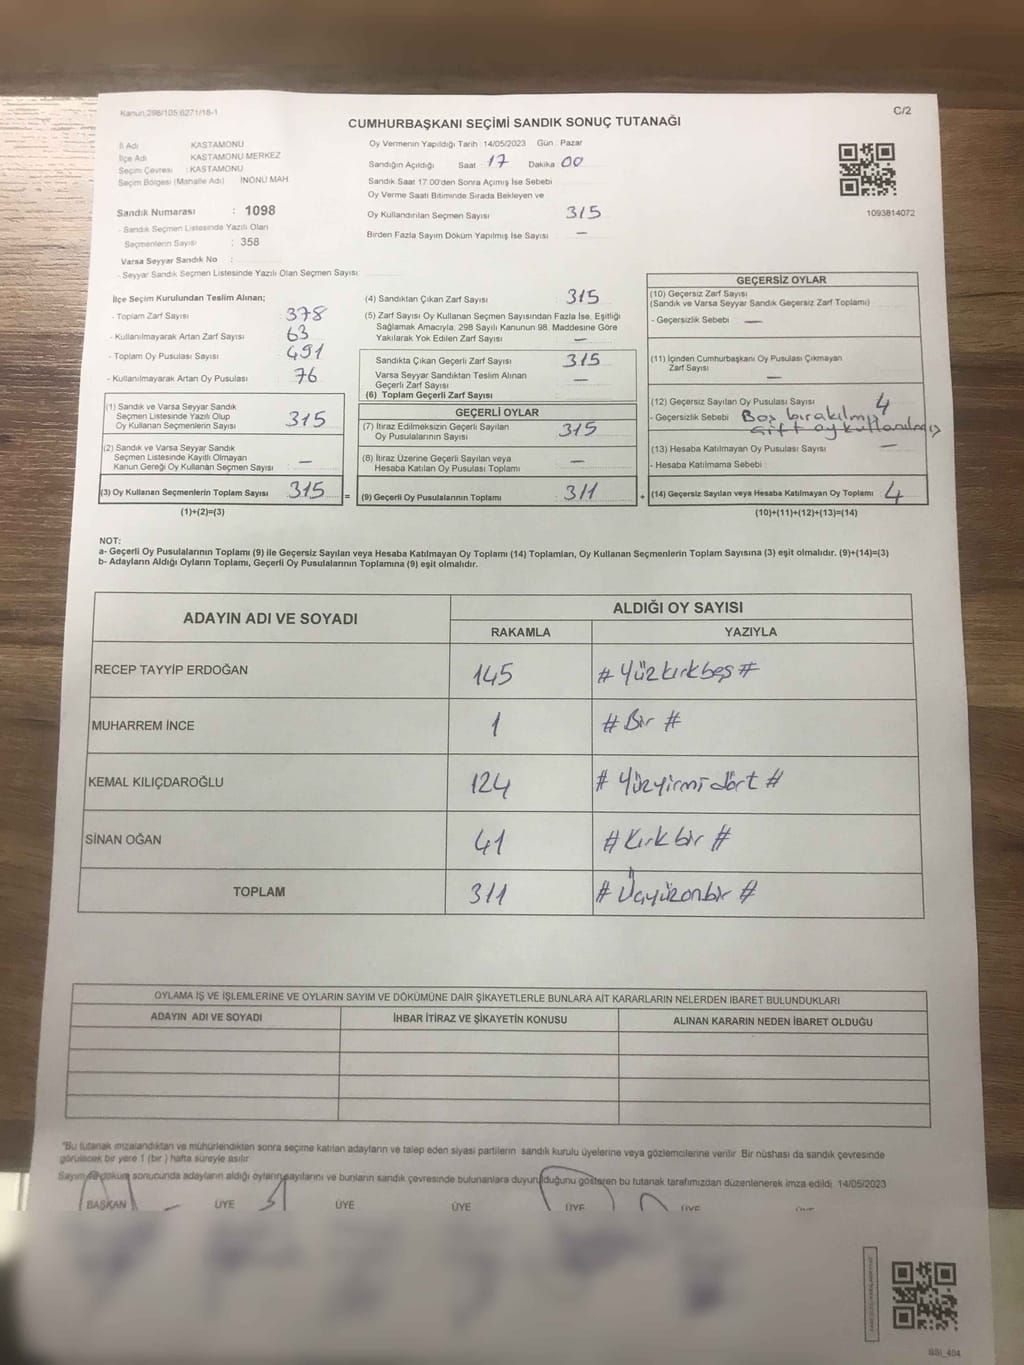 Kanun:298/105;6271/18-1
C/2
CUMHURBAŞKANI SEÇİMİ SANDIK SONUÇ TUTANAĞI
İl Adı KASTAMONU
İlçe Adı KASTAMONU MERKEZ
Seçim Çevresi : KASTAMONU
Seçim Bölgesi (Mahalle Adı) İNÖNÜ MAH.
Sandık Numarası : 1098
- Sandık Seçmen Listesinde Yazılı Olan
Seçmenlerin Sayısı : 358
Varsa Seyyar Sandık No :
- Seyyar Sandık Seçmen Listesinde Yazılı Olan Seçmen Sayısı:
Oy Vermenin Yapıldığı Tarih : 14/05/2023 Gün : Pazar
Sandığın Açıldığı Saat : 17 Dakika : 00
Sandık Saat 17:00'den Sonra Açımış İse Sebebi
Oy Verme Saati Bitiminde Sırada Bekleyen ve
Oy Kullandırılan Seçmen Sayısı 315
Birden Fazla Sayım Döküm Yapılmış İse Sayısı —
1093814072
İlçe Seçim Kurulundan Teslim Alınan;
- Toplam Zarf Sayısı 378
- Kullanılmayarak Artan Zarf Sayısı 63
- Toplam Oy Pusulası Sayısı
- Kullanılmayarak Artan Oy Pusulası 76
(1) Sandık ve Varsa Seyyar Sandık
Seçmen Listesinde Yazılı Olup
Oy Kullanan Seçmenlerin Sayısı 315
(2) Sandık ve Varsa Seyyar Sandık
Seçmen Listesinde Kayıtlı Olmayan
Kanun Gereği Oy Kullanan Seçmen Sayısı —
(3) Oy Kullanan Seçmenlerin Toplam Sayısı 315 =
(1)+(2)=(3)
(4) Sandıktan Çıkan Zarf Sayısı 315
(5) Zarf Sayısı Oy Kullanan Seçmen Sayısından Fazla İse, Eşitliği
Sağlamak Amacıyla, 298 Sayılı Kanunun 98. Maddesine Göre
Yakılarak Yok Edilen Zarf Sayısı —
Sandıkta Çıkan Geçerli Zarf Sayısı 315
Varsa Seyyar Sandıktan Teslim Alınan
Geçerli Zarf Sayısı —
(6) Toplam Geçerli Zarf Sayısı
GEÇERLİ OYLAR
(7) İtiraz Edilmeksizin Geçerli Sayılan
Oy Pusulalarının Sayısı 315
(8) İtiraz Üzerine Geçerli Sayılan veya
Hesaba Katılan Oy Pusulası Toplamı —
(9) Geçerli Oy Pusulalarının Toplamı 311 +
GEÇERSİZ OYLAR
(10) Geçersiz Zarf Sayısı
(Sandık ve Varsa Seyyar Sandık Geçersiz Zarf Toplamı)
- Geçersizlik Sebebi : —
(11) İçinden Cumhurbaşkanı Oy Pusulası Çıkmayan
Zarf Sayısı —
(12) Geçersiz Sayılan Oy Pusulası Sayısı 4
- Geçersizlik Sebebi : Boş bırakılmış
çift oy kullanılmış
(13) Hesaba Katılmayan Oy Pusulası Sayısı —
- Hesaba Katılmama Sebebi :
(14) Geçersiz Sayılan veya Hesaba Katılmayan Oy Toplamı 4
(10)+(11)+(12)+(13)=(14)
NOT:
a- Geçerli Oy Pusulalarının Toplamı (9) ile Geçersiz Sayılan veya Hesaba Katılmayan Oy Toplamı (14) Toplamları, Oy Kullanan Seçmenlerin Toplam Sayısına (3) eşit olmalıdır. (9)+(14)=(3)
b- Adayların Aldığı Oyların Toplamı, Geçerli Oy Pusulalarının Toplamına (9) eşit olmalıdır.
ADAYIN ADI VE SOYADI ALDIĞI OY SAYISI
RAKAMLA YAZIYLA
RECEP TAYYİP ERDOĞAN 145 # Yüzkırkbeş #
MUHARREM İNCE 1 # Bir #
KEMAL KILIÇDAROĞLU 124 # Yüzyirmi dört #
SİNAN OĞAN 41 # Kırk bir #
TOPLAM 311 # Üçyüzonbir #
OYLAMA İŞ VE İŞLEMLERİNE VE OYLARIN SAYIM VE DÖKÜMÜNE DAİR ŞİKAYETLERLE BUNLARA AİT KARARLARIN NELERDEN İBARET BULUNDUKLARI
ADAYIN ADI VE SOYADI İHBAR İTİRAZ VE ŞİKAYETİN KONUSU ALINAN KARARIN NEDEN İBARET OLDUĞU
"Bu tutanak imzalandıktan ve mühürlendikten sonra seçime katılan adayların ve talep eden siyasi partilerin sandık kurulu üyelerine veya gözlemcilerine verilir. Bir nüshası da sandık çevresinde
görülecek bir yere 1 (bir ) hafta süreyle asılır.
Sayım ve döküm sonucunda adayların aldığı oyların sayılarını ve bunların sandık çevresinde bulunanlara duyurulduğunu gösteren bu tutanak tarafımızdan düzenlenerek imza edildi. 14/05/2023
BAŞKAN ÜYE ÜYE ÜYE ÜYE ÜYE ÜYE